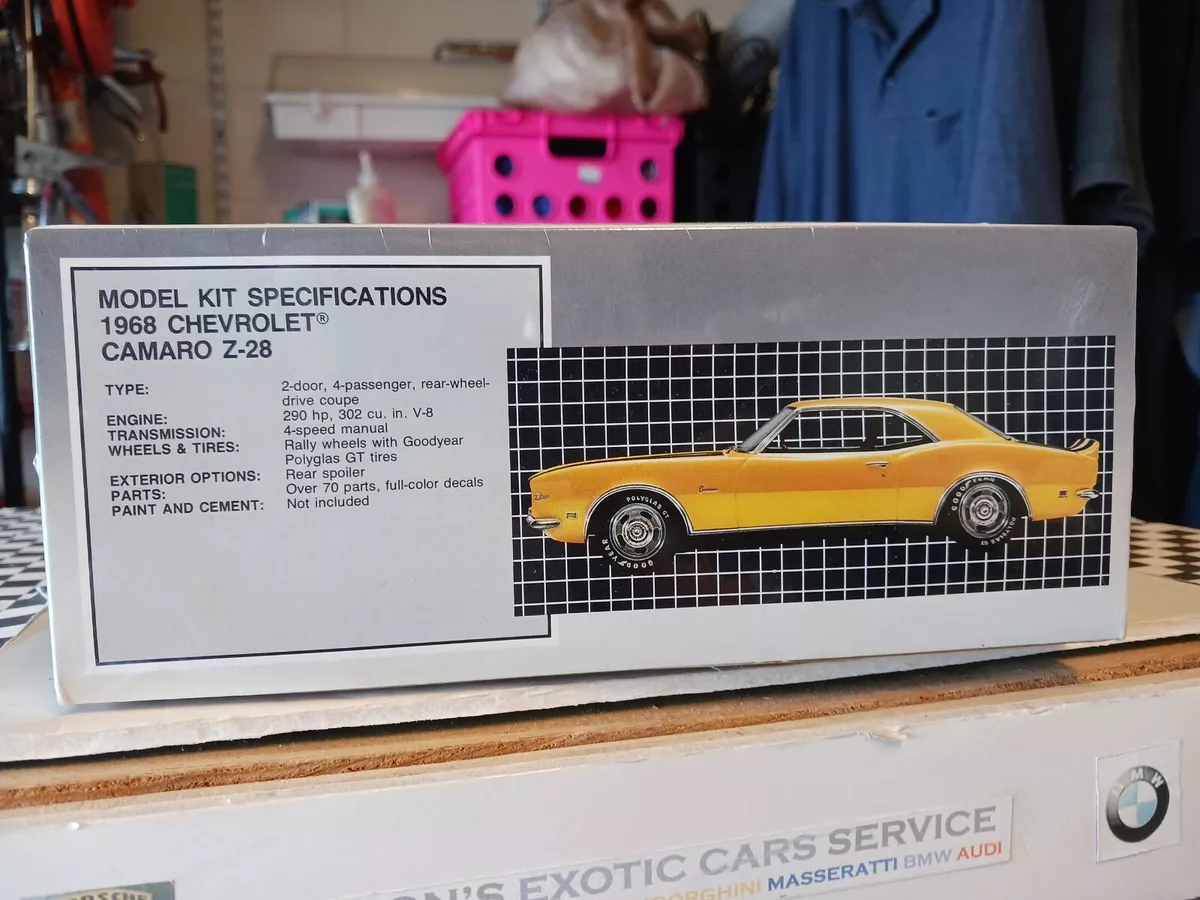 MODEL KIT SPECIFICATIONS
1968 CHEVROLET®
CAMARO Z-28
TYPE: 2-door, 4-passenger, rear-wheel-
drive coupe
ENGINE: 290 hp, 302 cu. in. V-8
TRANSMISSION: 4-speed manual
WHEELS & TIRES: Rally wheels with Goodyear
Polyglas GT tires
EXTERIOR OPTIONS: Rear spoiler
PARTS: Over 70 parts, full-color decals
PAINT AND CEMENT: Not included
POLYGLAS GT
GOODYEAR
GOODYEAR
POLYGLAS GT
BMW
EXOTIC CARS SERVICE
MASSERATTI BMW AUDI